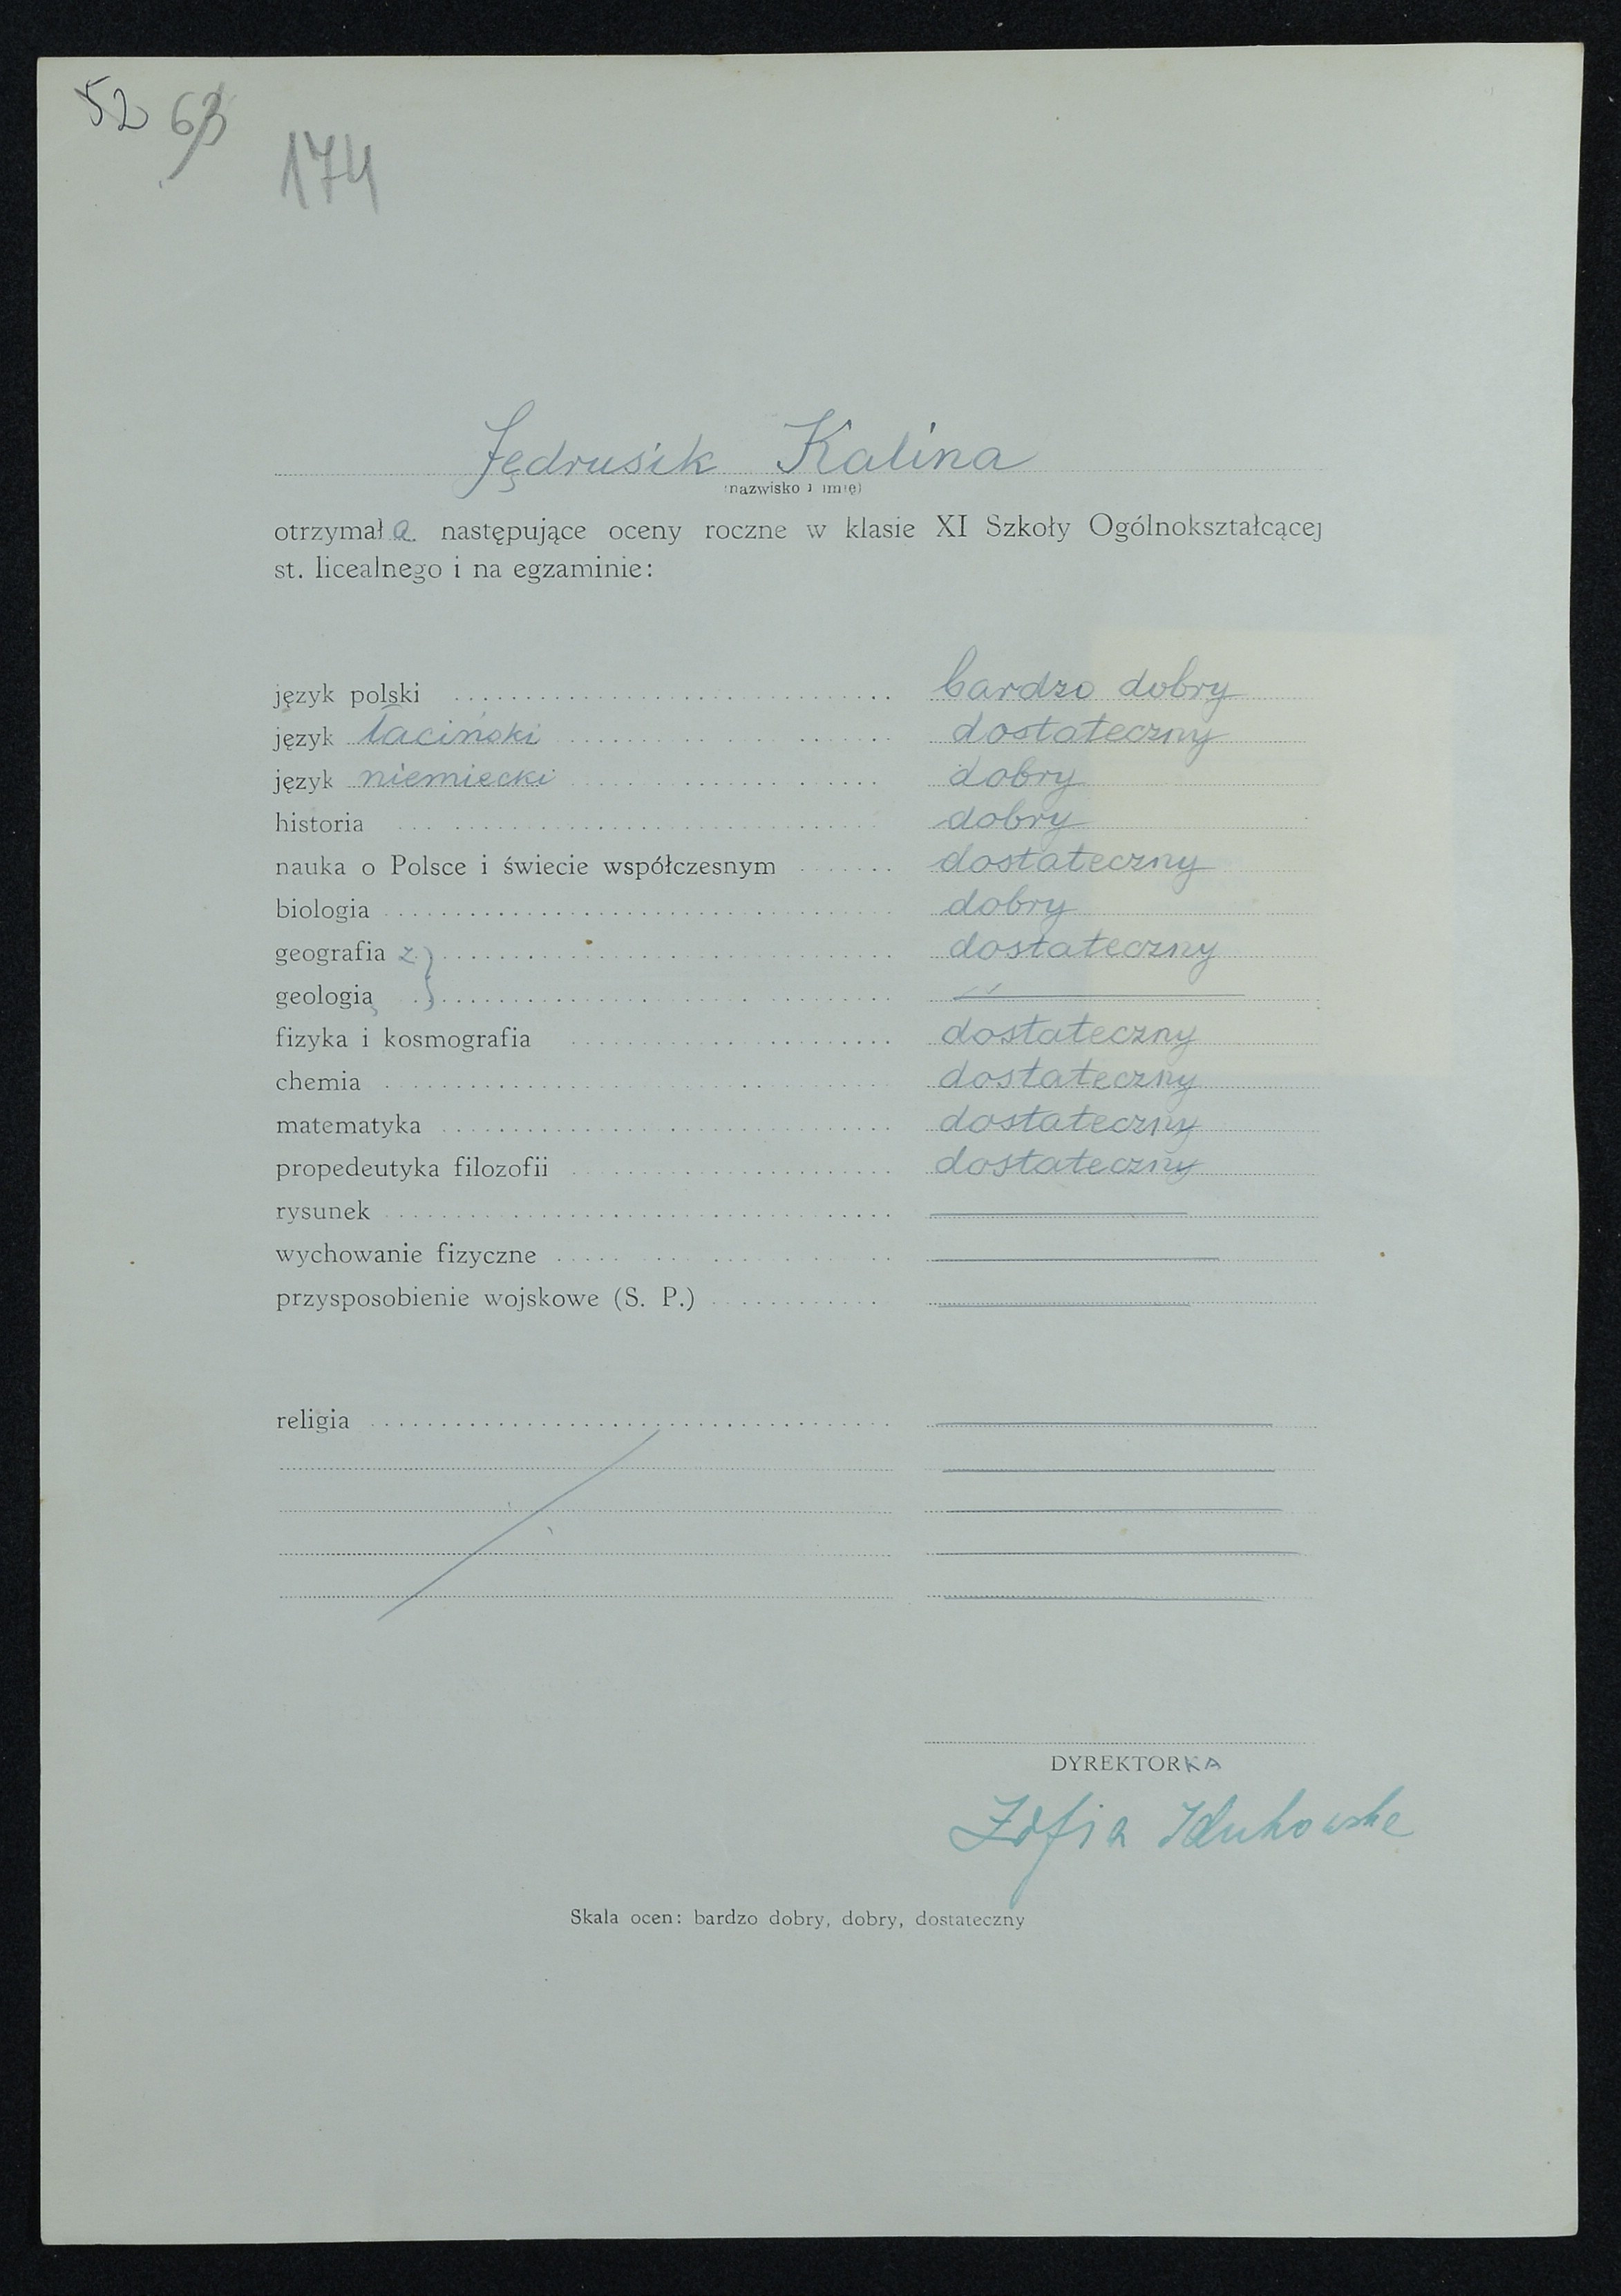 52 63
174
Jędrusik Kalina
(nazwisko i imię)
otrzymała następujące oceny roczne w klasie XI Szkoły Ogólnokształcącej
st. licealnego i na egzaminie:
język polski bardzo dobry
język łaciński dostateczny
język niemiecki dobry
historia dobry
nauka o Polsce i świecie współczesnym dostateczny
biologia dobry
geografia z dostateczny
geologią
fizyka i kosmografia dostateczny
chemia dostateczny
matematyka dostateczny
propedeutyka filozofii dostateczny
rysunek
wychowanie fizyczne
przysposobienie wojskowe (S. P.)
religia
DYREKTORKA
Zofia
Skala ocen: bardzo dobry, dobry, dostateczny